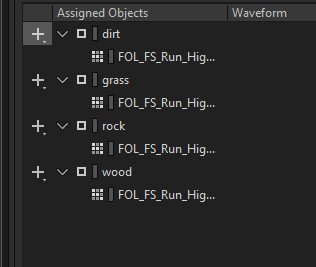 Assigned Objects Waveform
dirt
FOL_FS_Run_Hig...
grass
FOL_FS_Run_Hig...
rock
FOL_FS_Run_Hig...
wood
FOL_FS_Run_Hig...